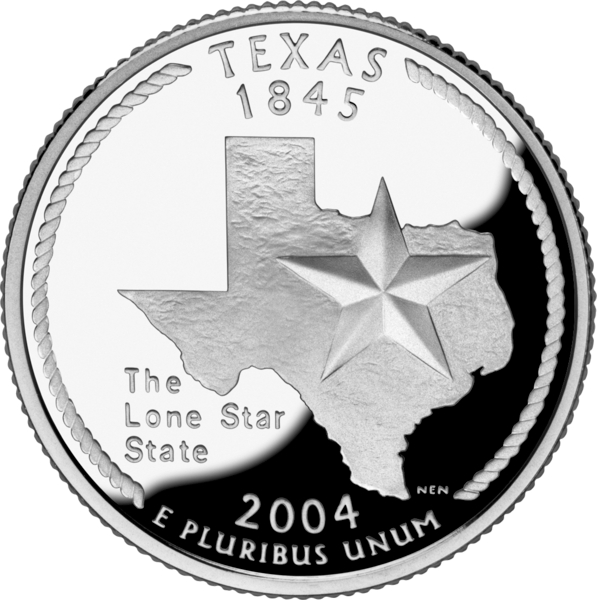 TEXAS
1845
The
Lone Star
State
NEN
2004
E PLURIBUS UNUM